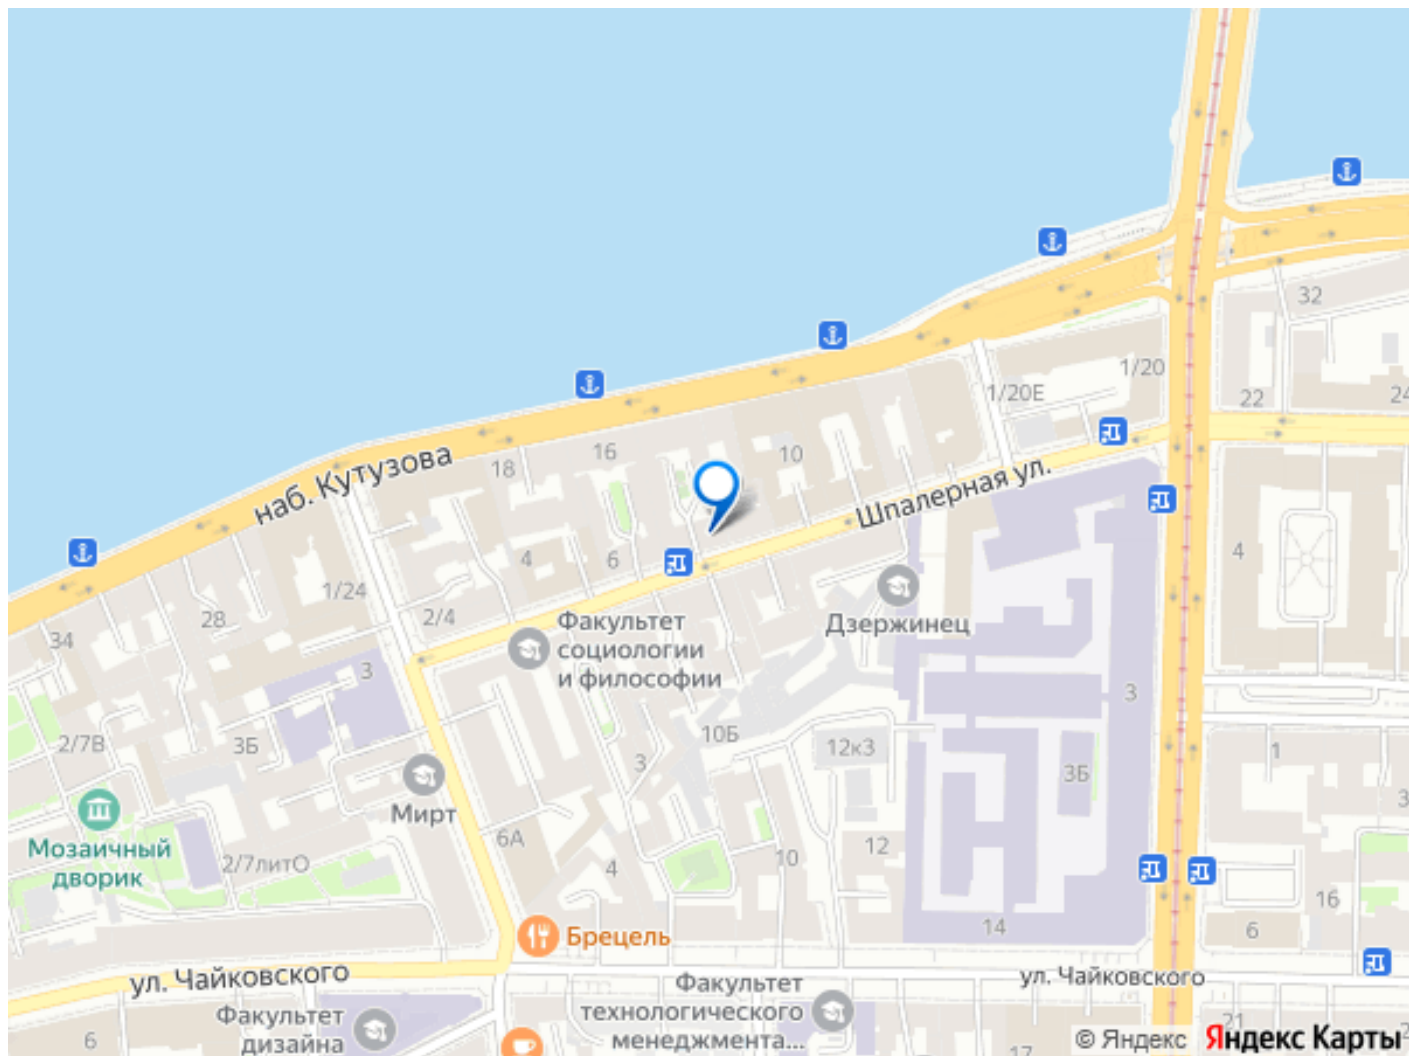 32
1/20
1/20Е
22
24
16
10
наб. Кутузова
18
Шпалерная ул.
4
6
4
1/24
2/4
28
34
Факультет
социологии
и философии
Дзержинец
3
3
2/7В
3Б
10Б
12к3
3
3Б
1
Мирт
Мозаичный
дворик
2/7литО
6А
4
10
12
14
16
6
Брецель
ул. Чайковского
ул. Чайковского
Факультет
технологического
менеджмента...
Факультет
дизайна
6
17
21
© Яндекс
Яндекс Карты